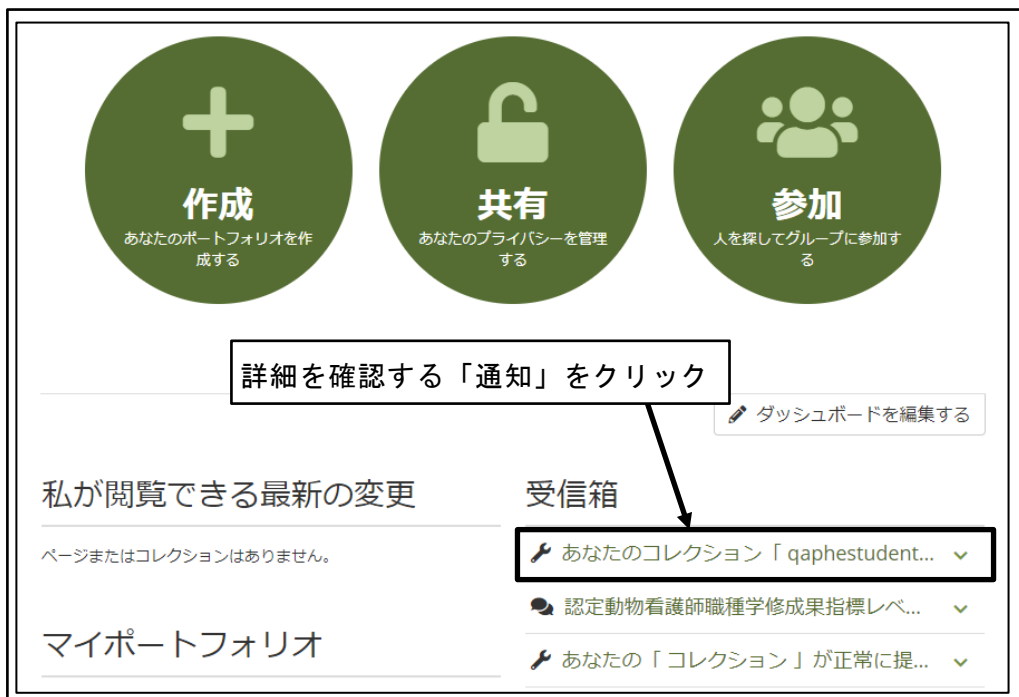 作成
あなたのポートフォリオを作
成する
共有
あなたのプライバシーを管理
する
参加
人を探してグループに参加す
る
詳細を確認する「通知」をクリック
ダッシュボードを編集する
私が閲覧できる最新の変更
ページまたはコレクションはありません。
マイポートフォリオ
受信箱
あなたのコレクション「 qaphestudent...
認定動物看護師職種学修成果指標レベ...
あなたの「 コレクション 」が正常に提...